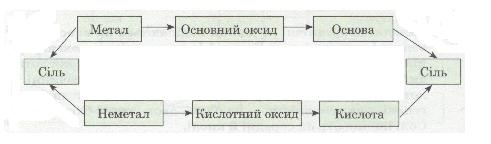 Метал Основний оксид Основа
Сіль Сіль
Неметал Кислотний оксид Кислота